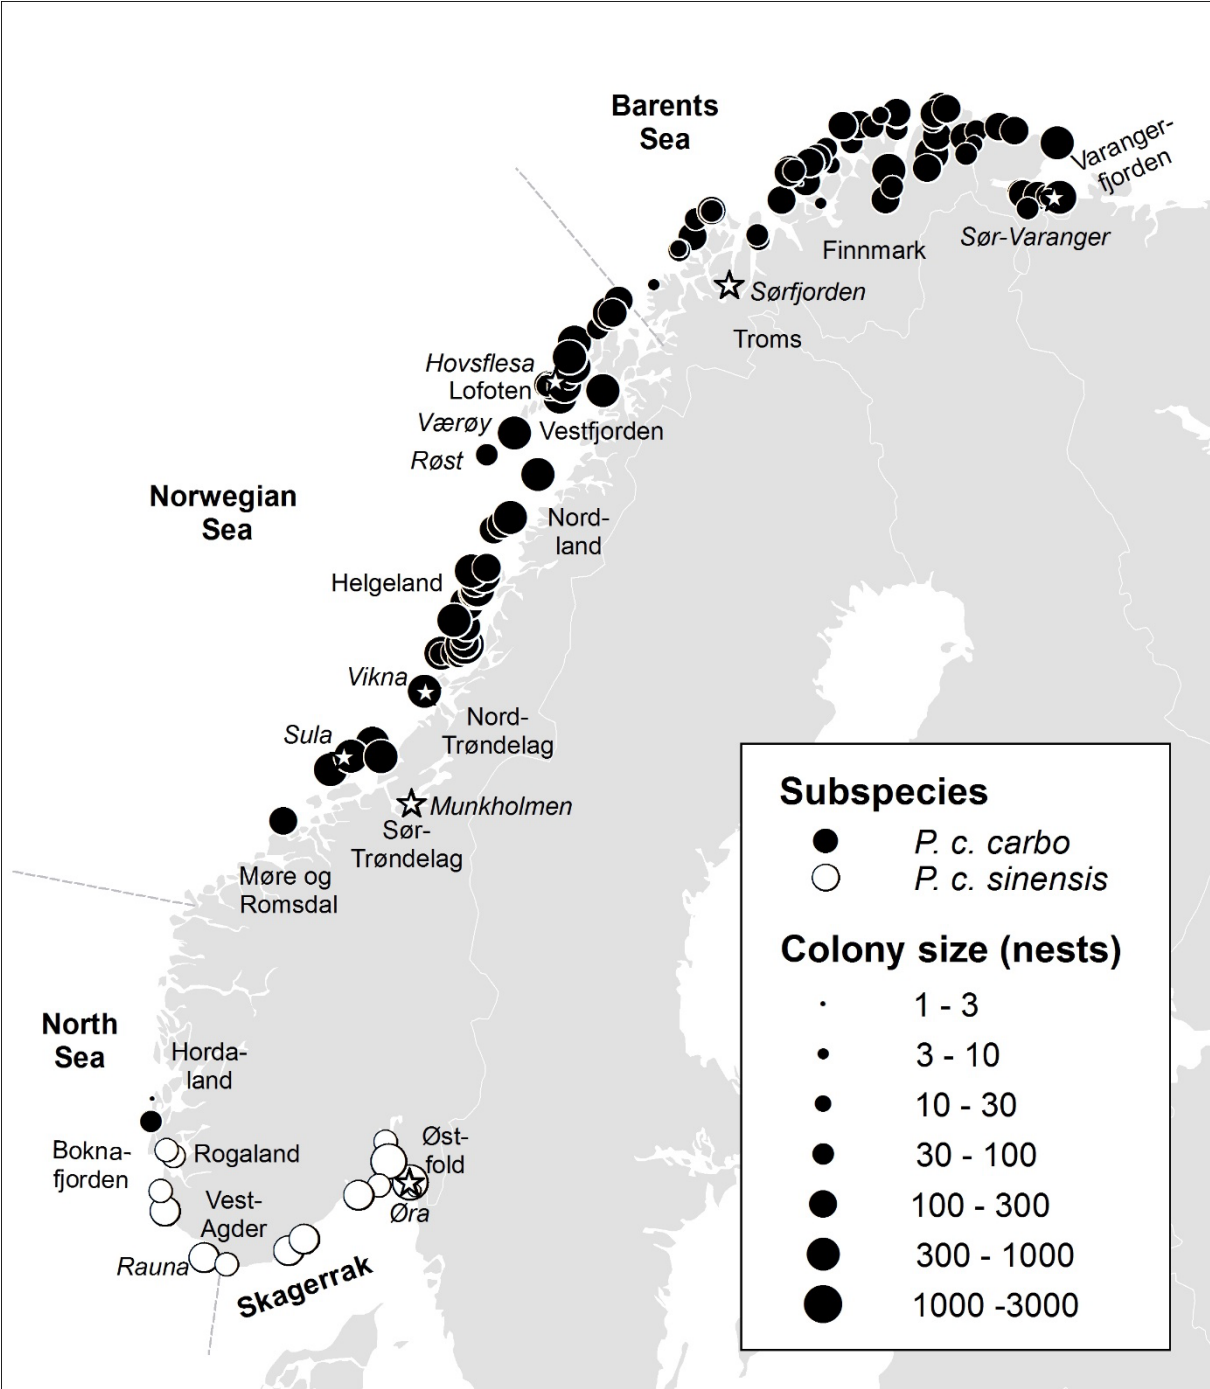 Barents
Sea
Varanger-
fjorden
Sør-Varanger
Finnmark
Sørfjorden
Troms
Hovsflesa
Lofoten
Værøy
Vestfjorden
Røst
Norwegian
Sea
Nord-
land
Helgeland
Vikna
Nord-
Trøndelag
Sula
Munkholmen
Sør-
Trøndelag
Møre og
Romsdal
North
Sea
Horda-
land
Bokna-
fjorden
Rogaland
Øst-
fold
Vest-
Agder
Øra
Rauna
Skagerrak
Subspecies
P. c. carbo
P. c. sinensis
Colony size (nests)
1 - 3
3 - 10
10 - 30
30 - 100
100 - 300
300 - 1000
1000 -3000